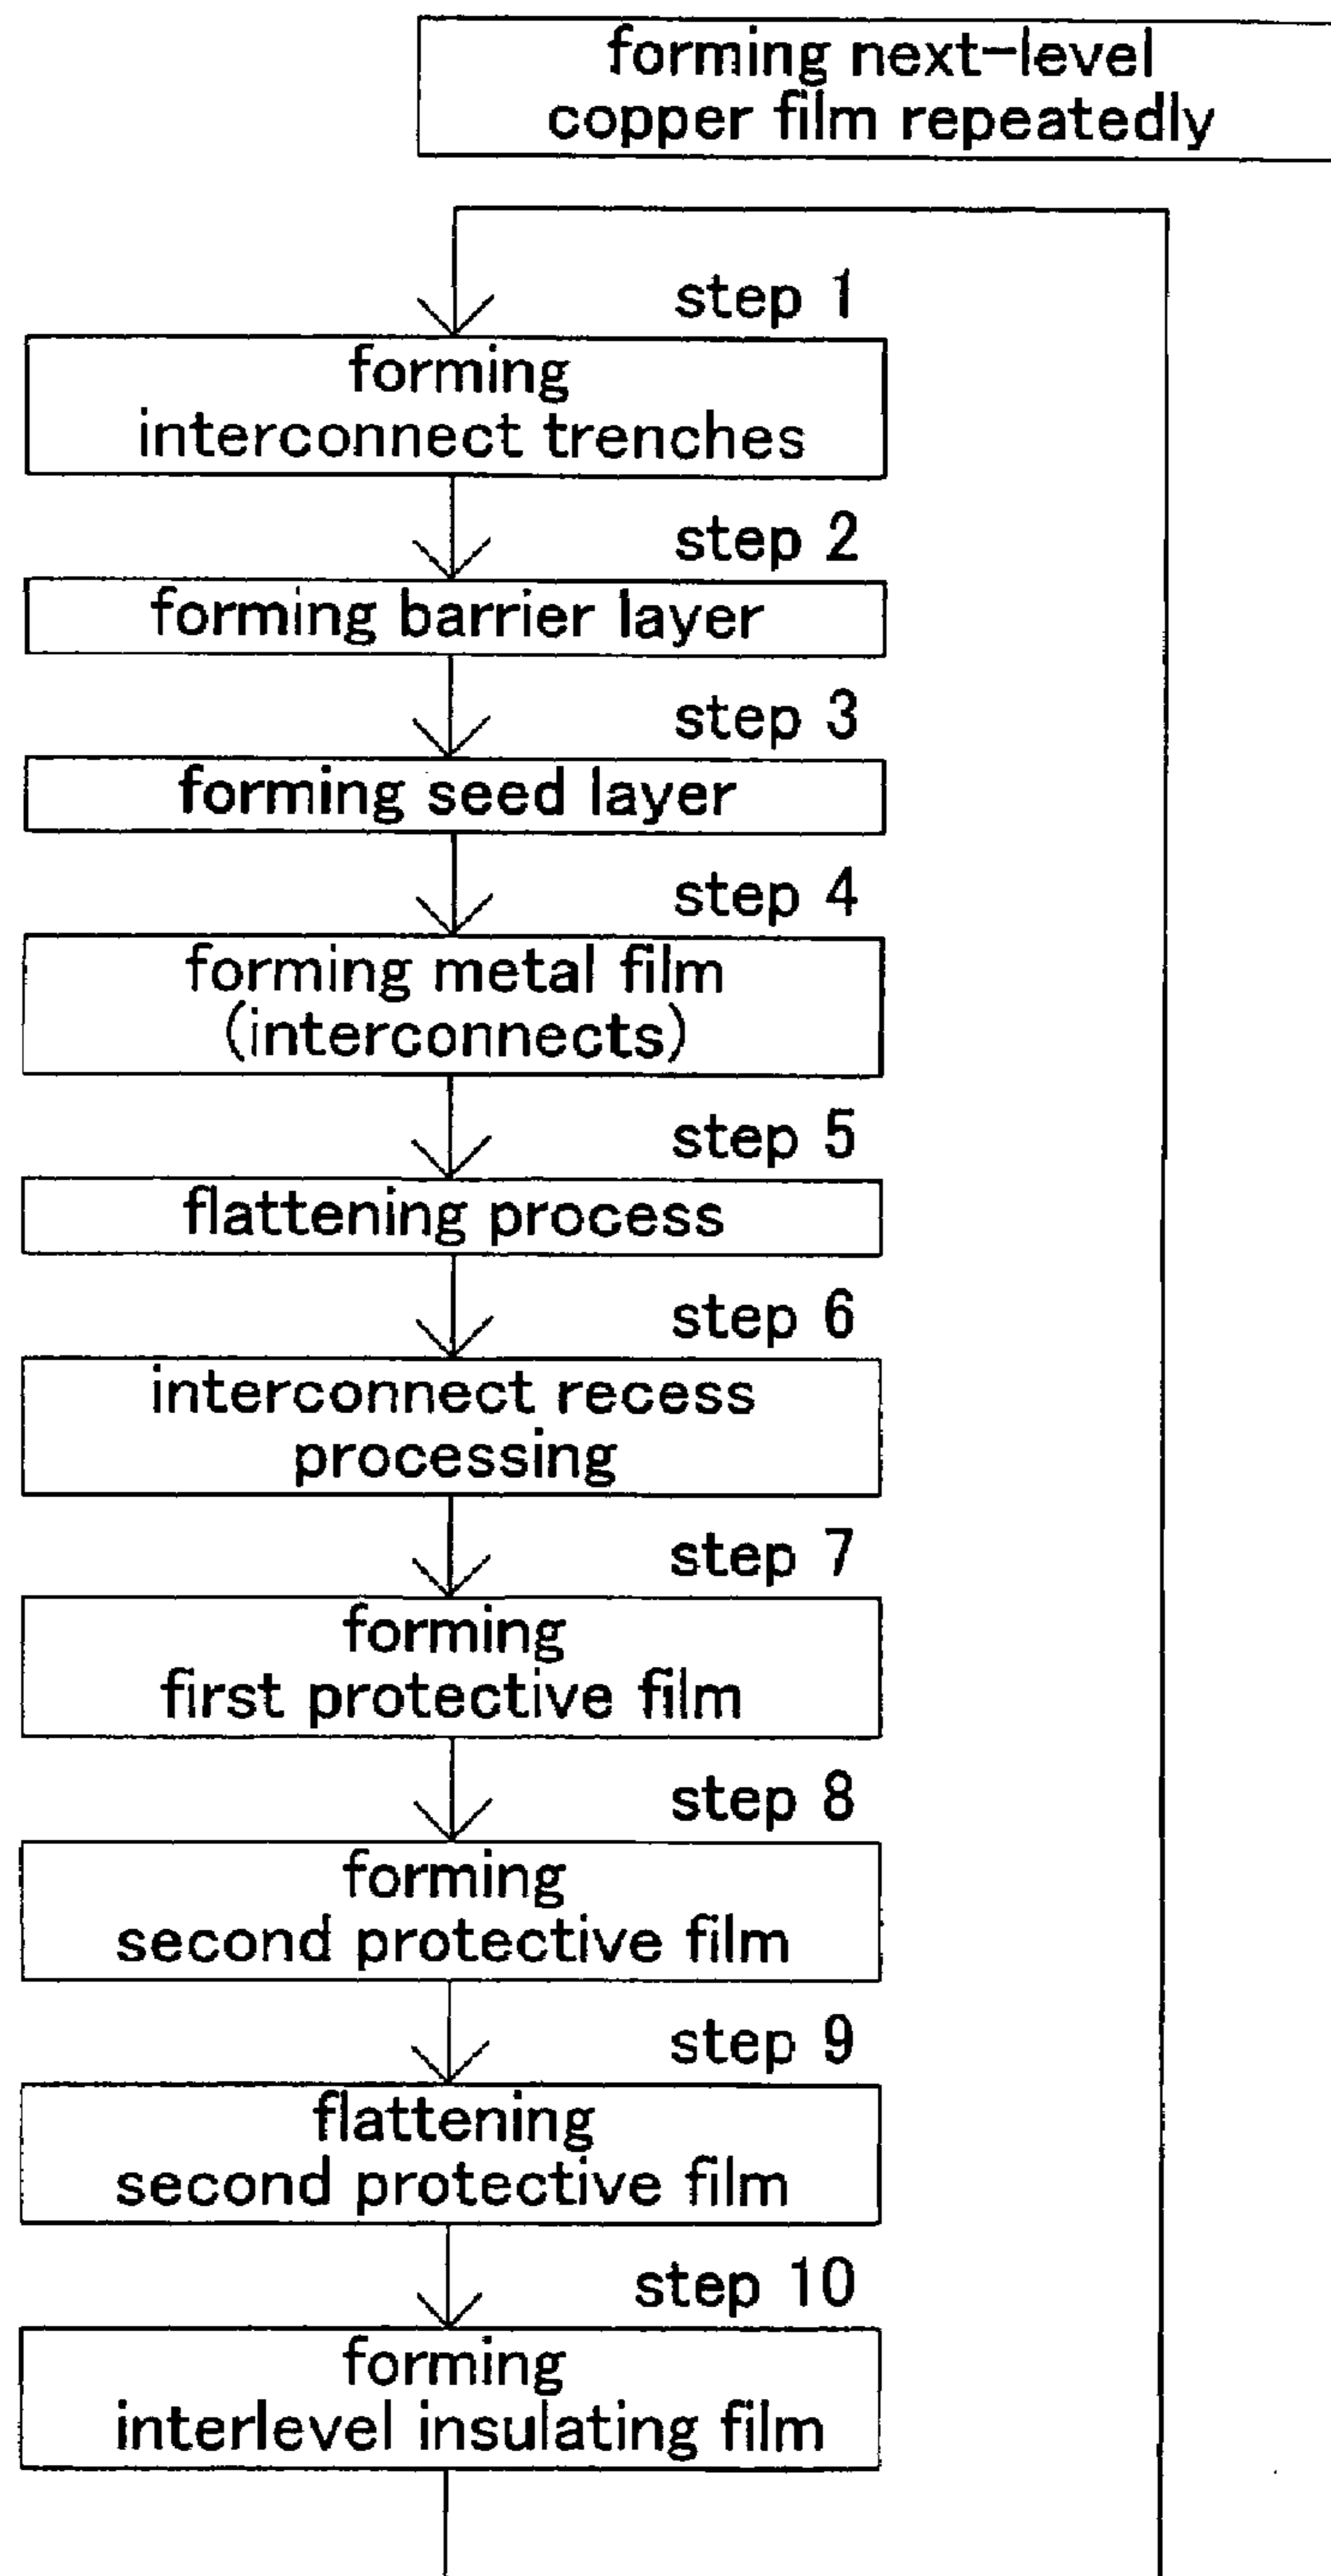 forming next-level
copper film repeatedly
step 1
forming
interconnect trenches
step 2
forming barrier layer
step 3
forming seed layer
step 4
forming metal film
(interconnects)
step 5
flattening process
step 6
interconnect recess
processing
step 7
forming
first protective film
step 8
forming
second protective film
step 9
flattening
second protective film
step 10
forming
interlevel insulating film